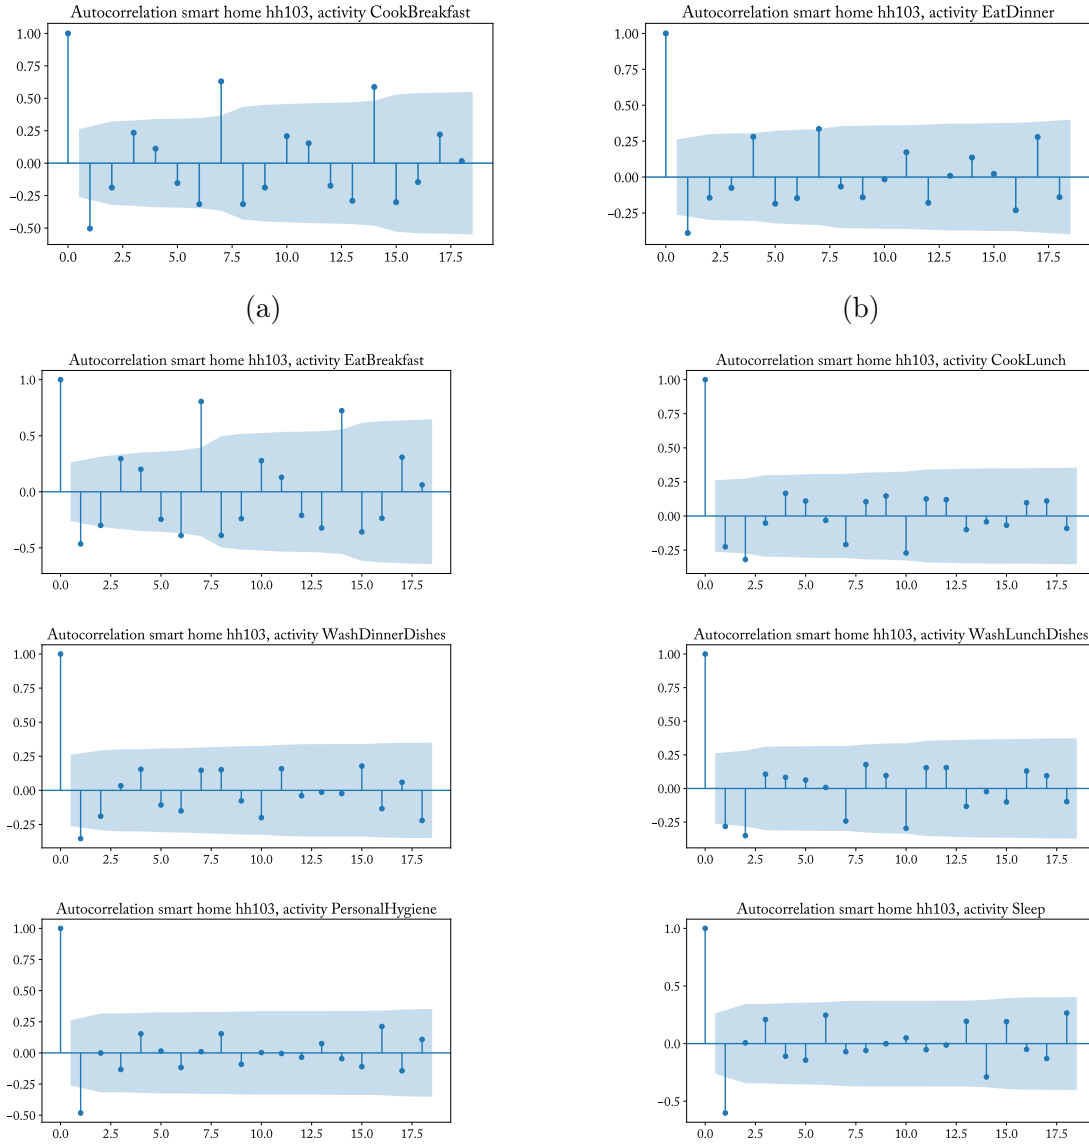 Autocorrelation smart home hh103, activity CookBreakfast
1.00
0.75
0.50
0.25
0.00
−0.25
−0.50
0.0 2.5 5.0 7.5 10.0 12.5 15.0 17.5
(a)
Autocorrelation smart home hh103, activity EatDinner
1.00
0.75
0.50
0.25
0.00
−0.25
0.0 2.5 5.0 7.5 10.0 12.5 15.0 17.5
(b)
Autocorrelation smart home hh103, activity EatBreakfast
1.0
0.5
0.0
−0.5
0.0 2.5 5.0 7.5 10.0 12.5 15.0 17.5
Autocorrelation smart home hh103, activity CookLunch
1.00
0.75
0.50
0.25
0.00
−0.25
0.0 2.5 5.0 7.5 10.0 12.5 15.0 17.5
Autocorrelation smart home hh103, activity WashDinnerDishes
1.00
0.75
0.50
0.25
0.00
−0.25
0.0 2.5 5.0 7.5 10.0 12.5 15.0 17.5
Autocorrelation smart home hh103, activity WashLunchDishes
1.00
0.75
0.50
0.25
0.00
−0.25
0.0 2.5 5.0 7.5 10.0 12.5 15.0 17.5
Autocorrelation smart home hh103, activity PersonalHygiene
1.00
0.75
0.50
0.25
0.00
−0.25
−0.50
0.0 2.5 5.0 7.5 10.0 12.5 15.0 17.5
Autocorrelation smart home hh103, activity Sleep
1.0
0.5
0.0
−0.5
0.0 2.5 5.0 7.5 10.0 12.5 15.0 17.5